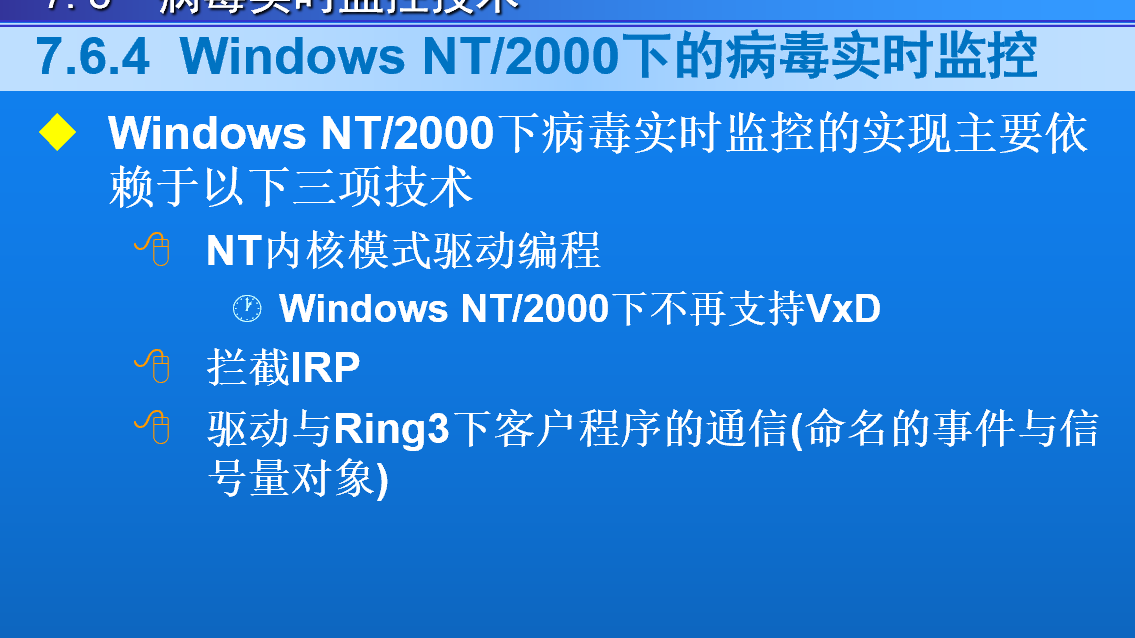 7.6 病毒实时监控技术
7.6.4 Windows NT/2000下的病毒实时监控
Windows NT/2000下病毒实时监控的实现主要依
赖于以下三项技术
NT内核模式驱动编程
Windows NT/2000下不再支持VxD
拦截IRP
驱动与Ring3下客户程序的通信(命名的事件与信
号量对象)